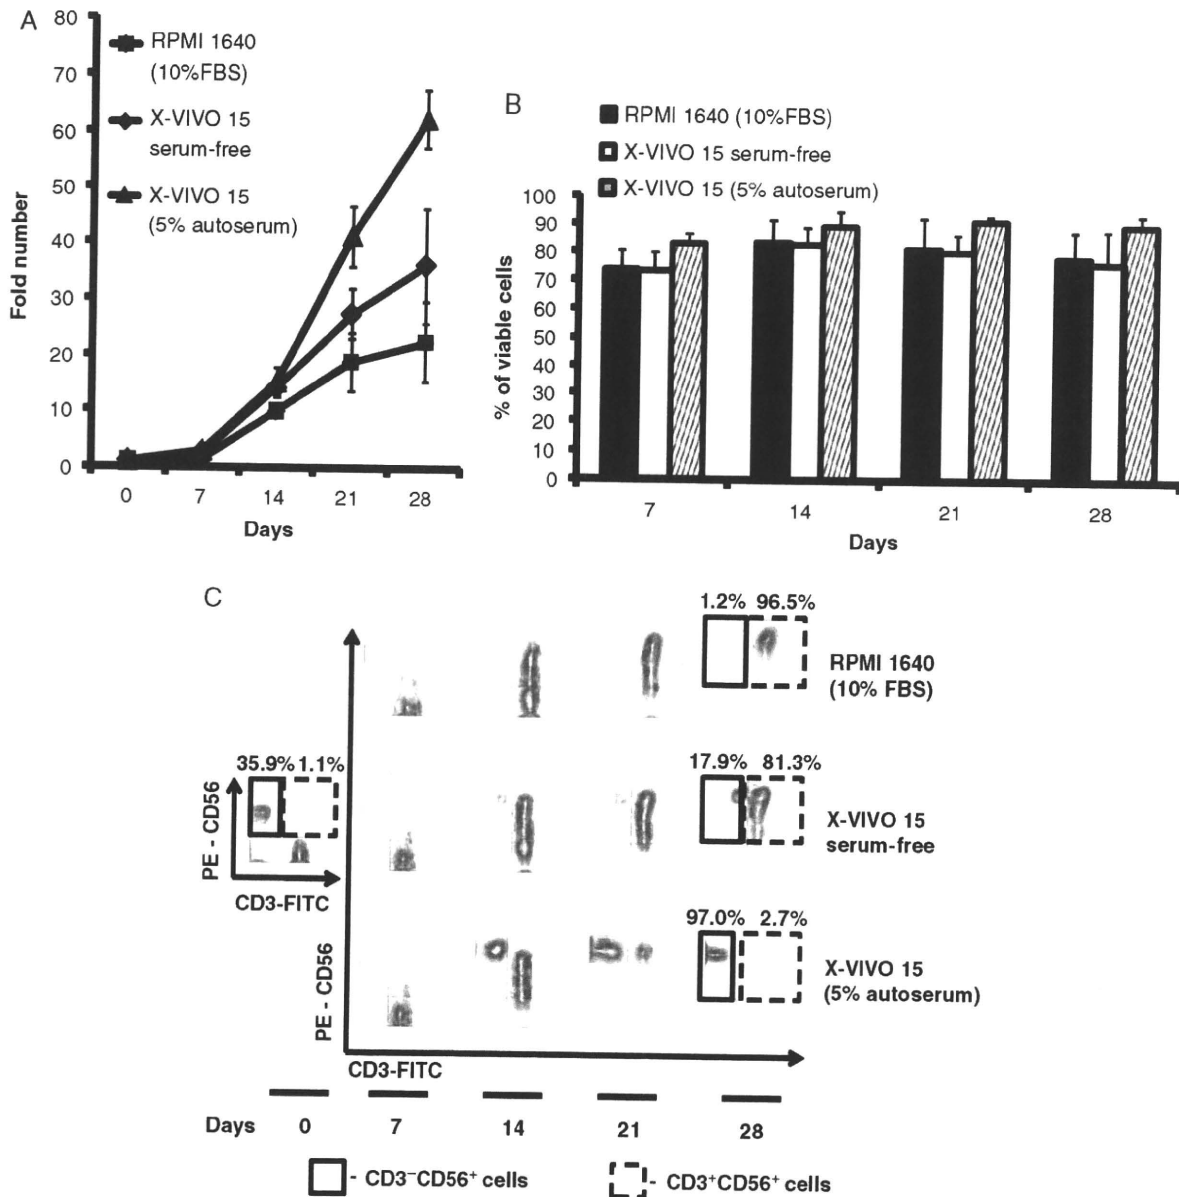 A
80
70
60
50
40
30
20
10
0
Fold number
RPMI 1640
(10%FBS)
X-VIVO 15
serum-free
X-VIVO 15
(5% autoserum)
0 7 14 21 28
Days
B
RPMI 1640 (10%FBS)
X-VIVO 15 serum-free
X-VIVO 15 (5% autoserum)
100
90
80
70
60
50
40
30
20
10
0
% of viable cells
7 14 21 28
Days
C
1.2% 96.5%
RPMI 1640
(10% FBS)
35.9% 1.1%
PE - CD56
CD3-FITC
17.9% 81.3%
X-VIVO 15
serum-free
97.0% 2.7%
X-VIVO 15
(5% autoserum)
PE - CD56
CD3-FITC
Days 0 7 14 21 28
- CD3⁻CD56⁺ cells
- CD3⁺CD56⁺ cells